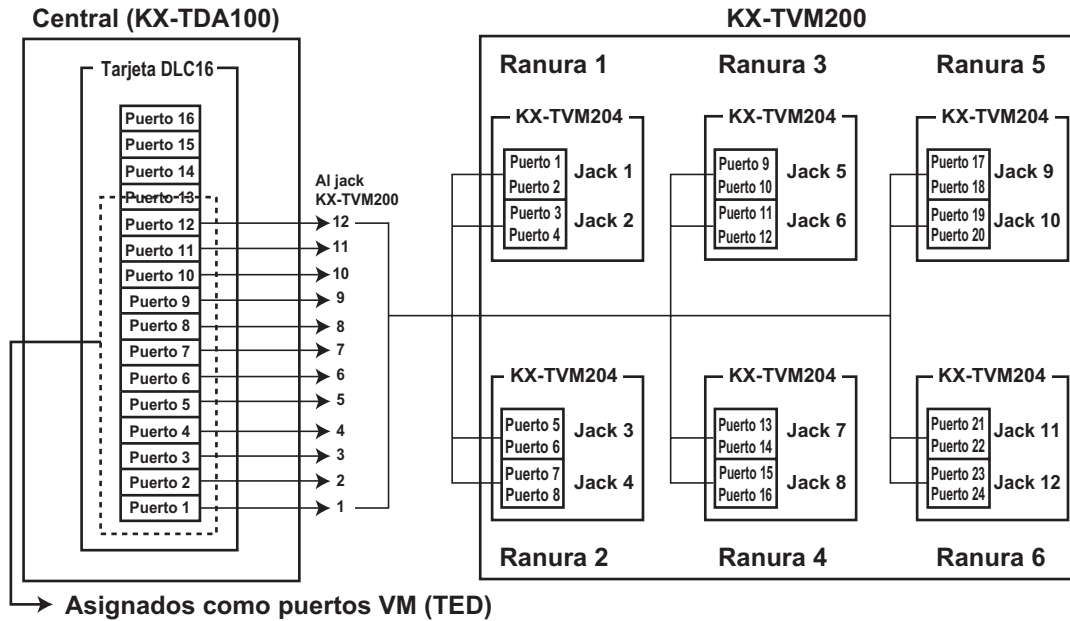 Central (KX-TDA100)
Tarjeta DLC16
Puerto 16
Puerto 15
Puerto 14
Puerto 13
Puerto 12
Puerto 11
Puerto 10
Puerto 9
Puerto 8
Puerto 7
Puerto 6
Puerto 5
Puerto 4
Puerto 3
Puerto 2
Puerto 1
Al jack
KX-TVM200
12
11
10
9
8
7
6
5
4
3
2
1
Asignados como puertos VM (TED)
KX-TVM200
Ranura 1
KX-TVM204
Puerto 1
Puerto 2
Jack 1
Puerto 3
Puerto 4
Jack 2
Ranura 3
KX-TVM204
Puerto 9
Puerto 10
Jack 5
Puerto 11
Puerto 12
Jack 6
Ranura 5
KX-TVM204
Puerto 17
Puerto 18
Jack 9
Puerto 19
Puerto 20
Jack 10
KX-TVM204
Puerto 5
Puerto 6
Jack 3
Puerto 7
Puerto 8
Jack 4
Ranura 2
KX-TVM204
Puerto 13
Puerto 14
Jack 7
Puerto 15
Puerto 16
Jack 8
Ranura 4
KX-TVM204
Puerto 21
Puerto 22
Jack 11
Puerto 23
Puerto 24
Jack 12
Ranura 6